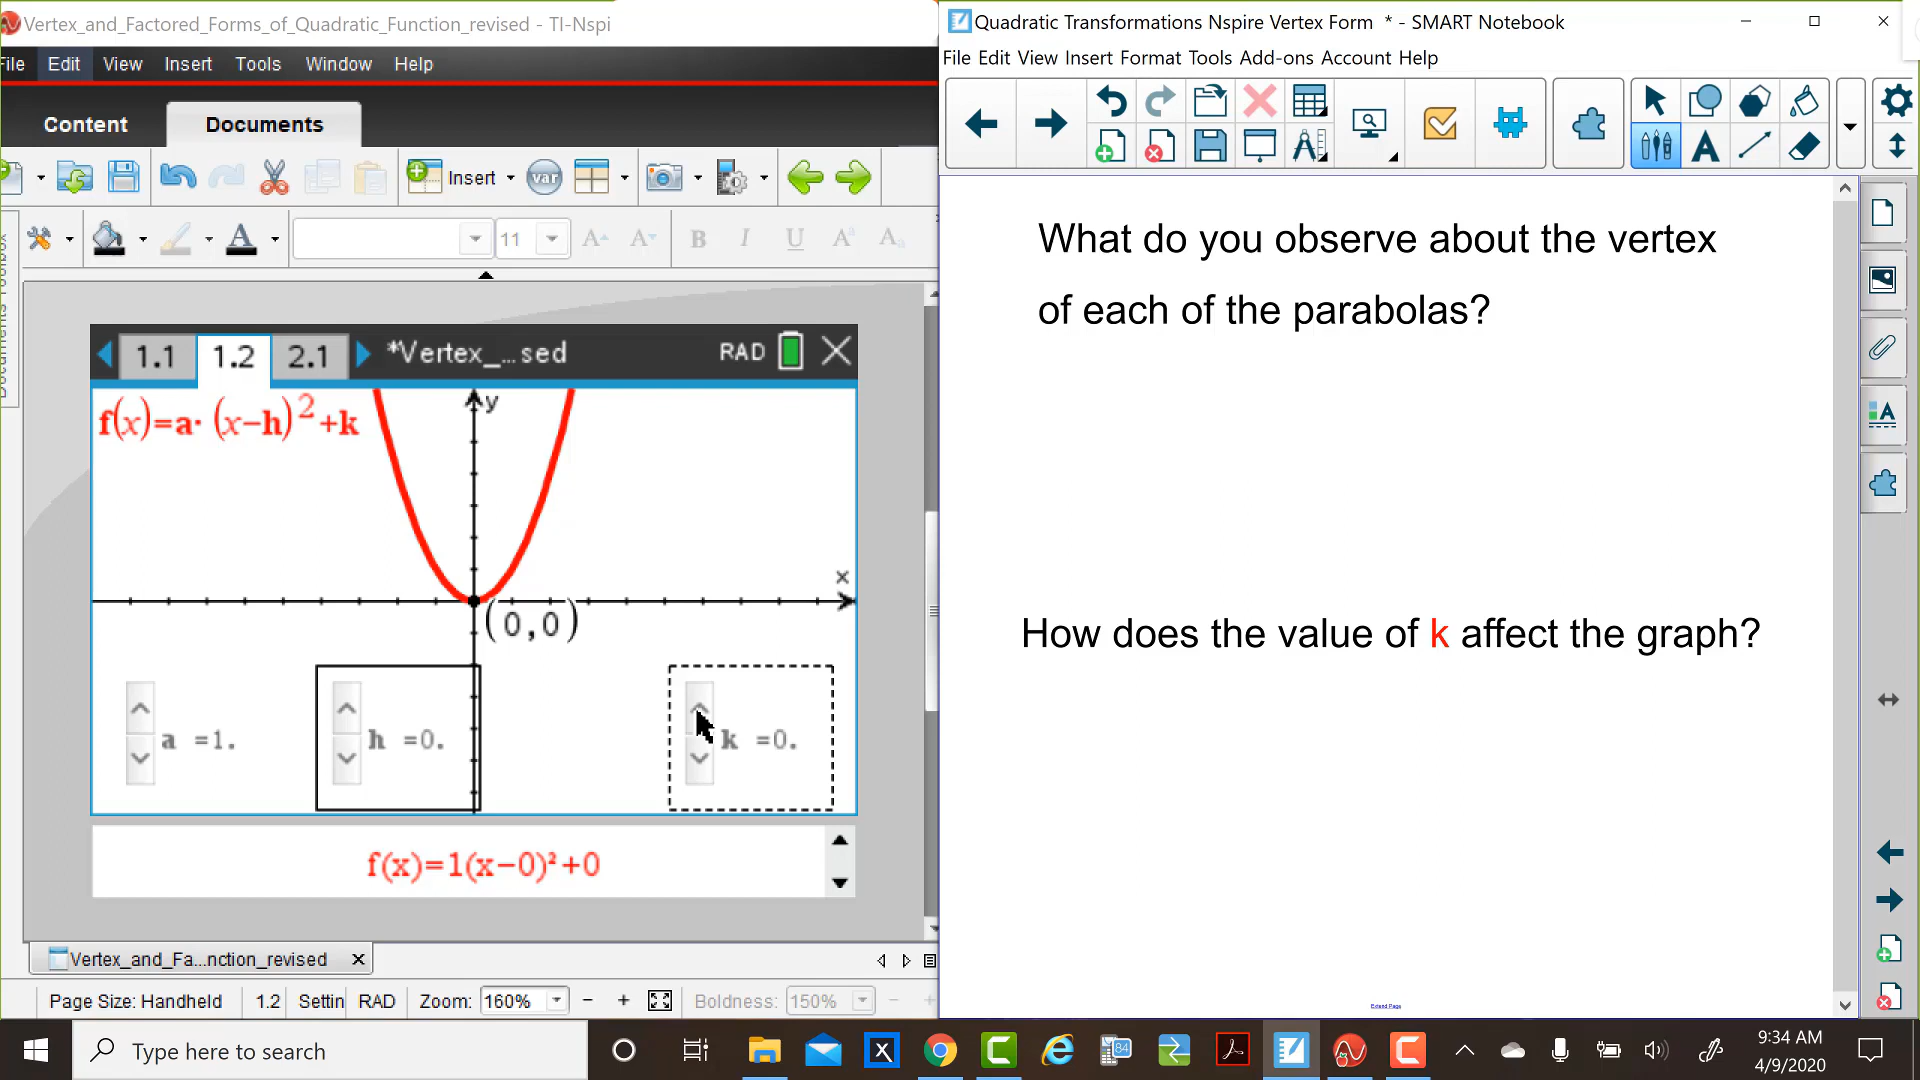 Vertex_and_Factored_Forms_of_Quadratic_Function_revised - TI-Nspi
File Edit View Insert Tools Window Help
Content Documents
Insert var
11 B I U
1.1 1.2 2.1 *Vertex_... sed RAD
f(x)=a· (x−h)² +k
y
x
(0,0)
a =1. h =0. k =0.
f(x)=1(x−0)²+0
Vertex_and_Fa...nction_revised
Page Size: Handheld 1.2 Settin RAD Zoom: 160% − + Boldness: 150% − +
Quadratic Transformations Nspire Vertex Form * - SMART Notebook
File Edit View Insert Format Tools Add-ons Account Help
What do you observe about the vertex
of each of the parabolas?
How does the value of k affect the graph?
Extend Page
Type here to search
84
9:34 AM
4/9/2020